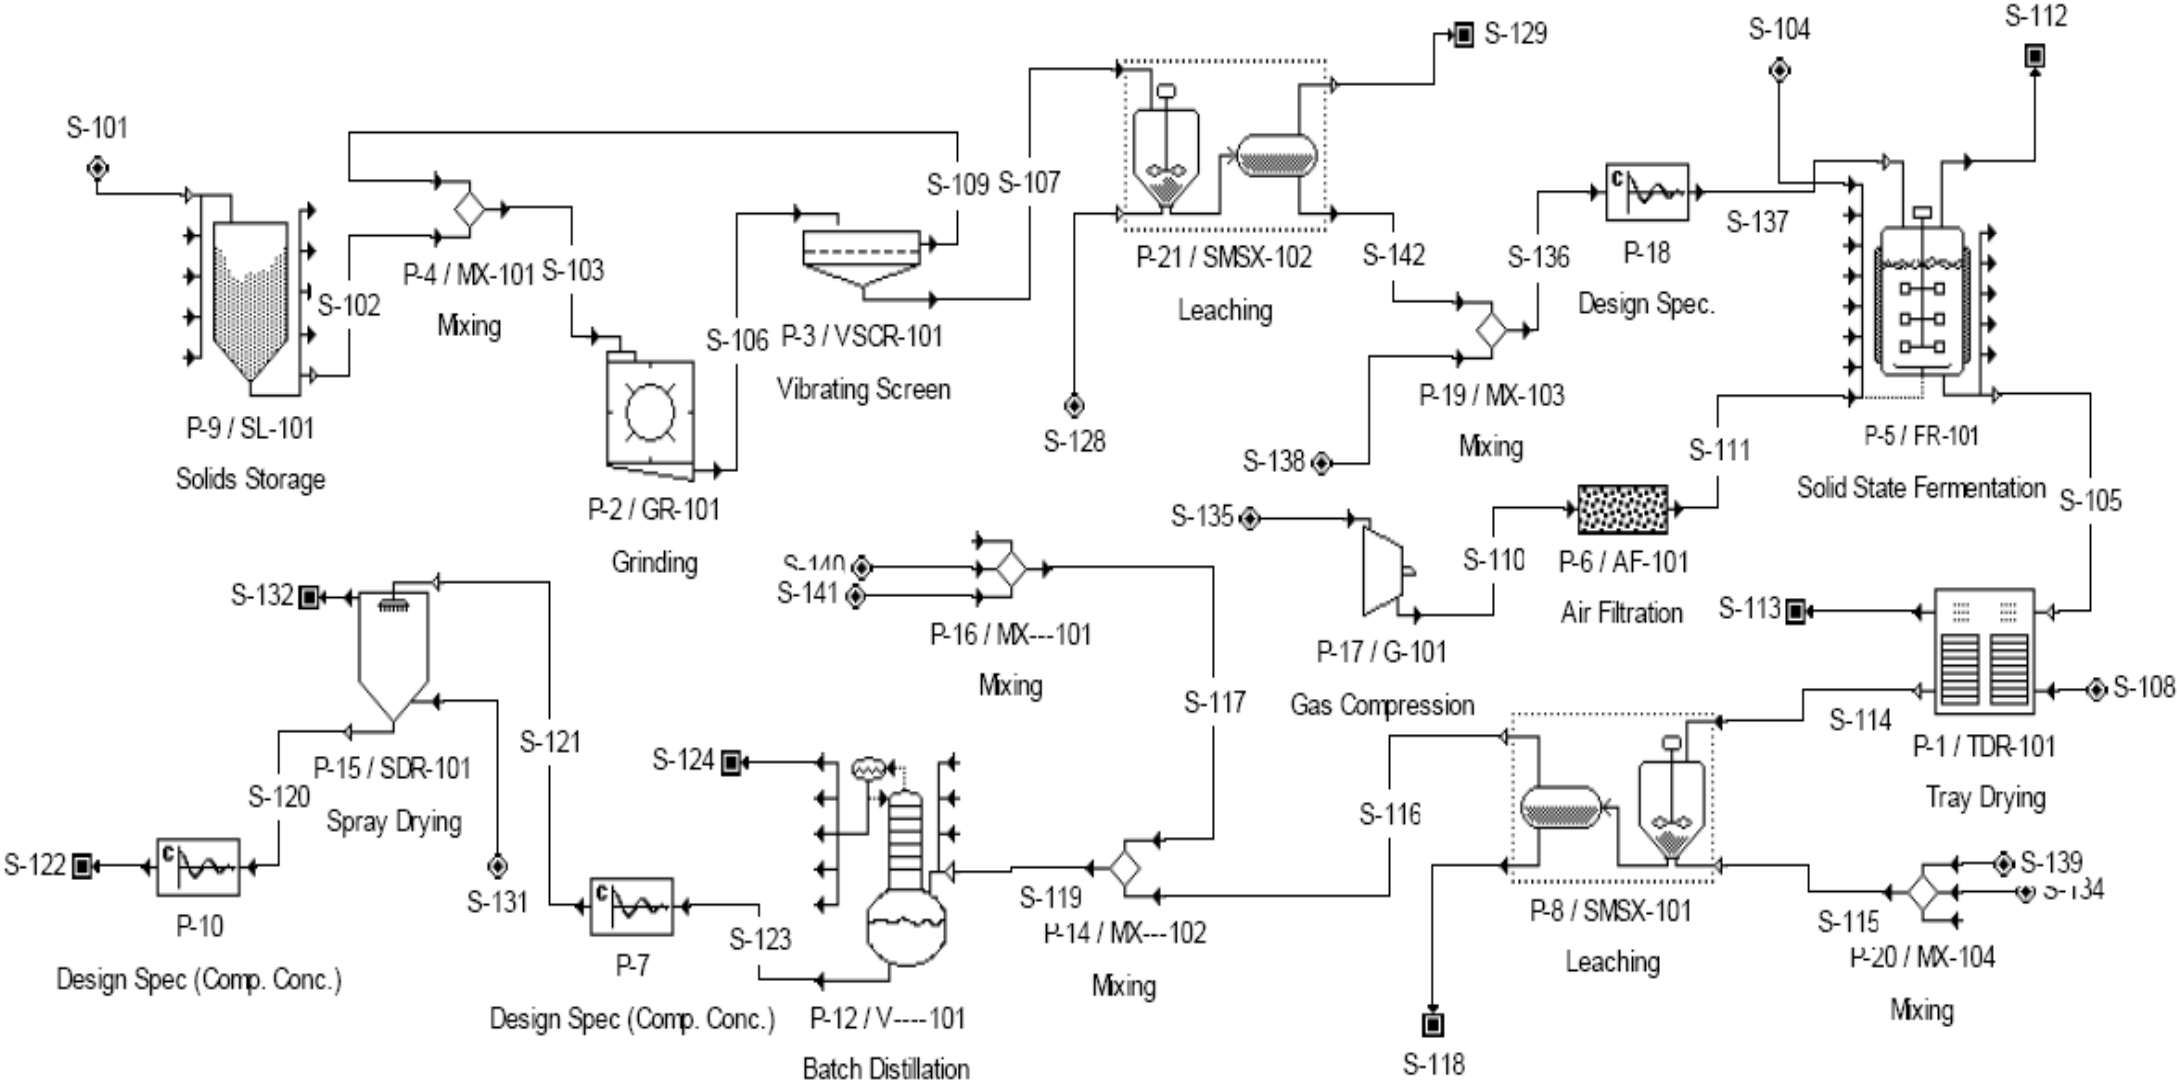 S-101
P-9 / SL-101
Solids Storage
S-102
P-4 / MX-101
Mixing
S-103
P-2 / GR-101
Grinding
S-106
P-3 / VSCR-101
Vibrating Screen
S-109
S-107
S-129
P-21 / SMSX-102
Leaching
S-128
S-142
S-138
P-19 / MX-103
Mixing
S-136
P-18
Design Spec.
C
S-137
S-104
S-112
P-5 / FR-101
Solid State Fermentation
S-105
S-111
P-6 / AF-101
Air Filtration
S-110
S-135
P-17 / G-101
Gas Compression
S-113
S-108
P-1 / TDR-101
Tray Drying
S-114
S-139
S-134
S-115
P-20 / MX-104
Mixing
P-8 / SMSX-101
Leaching
S-118
S-116
S-140
S-141
P-16 / MX---101
Mixing
S-117
P-14 / MX---102
Mixing
S-119
S-124
P-12 / V----101
Batch Distillation
S-123
C
P-7
Design Spec (Comp. Conc.)
S-121
S-132
P-15 / SDR-101
Spray Drying
S-131
S-120
C
P-10
Design Spec (Comp. Conc.)
S-122